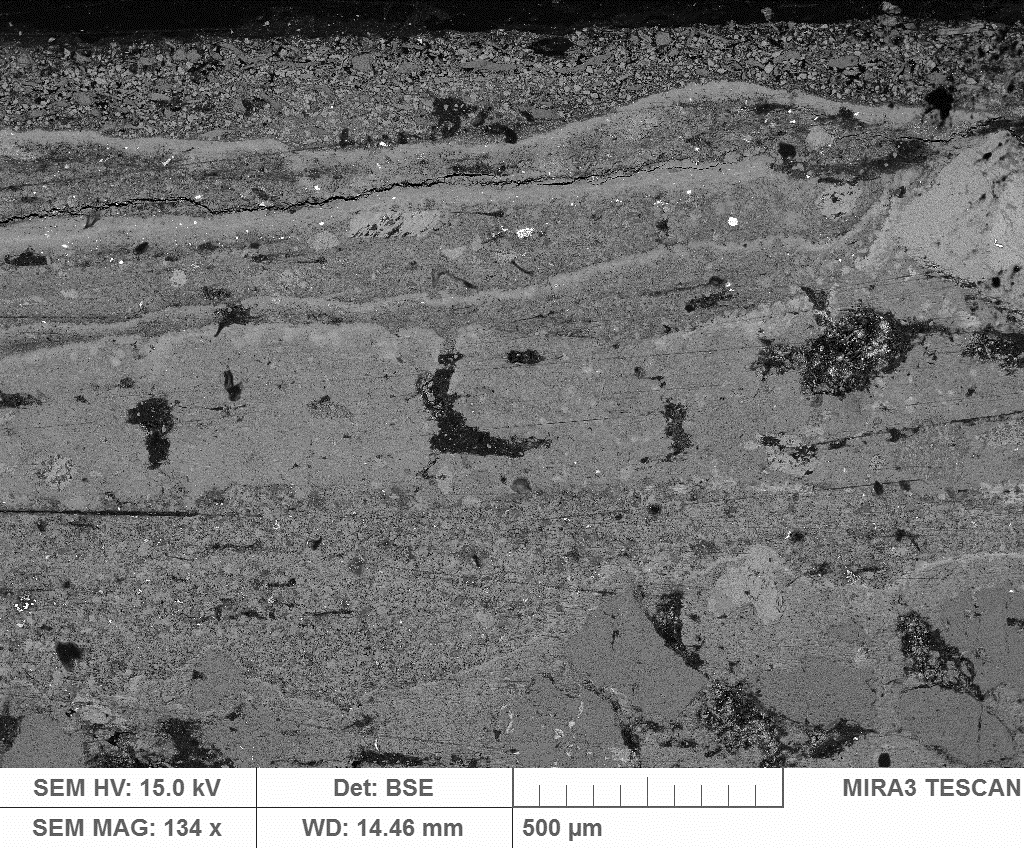 SEM HV: 15.0 kV Det: BSE MIRA3 TESCAN
SEM MAG: 134 x WD: 14.46 mm 500 µm